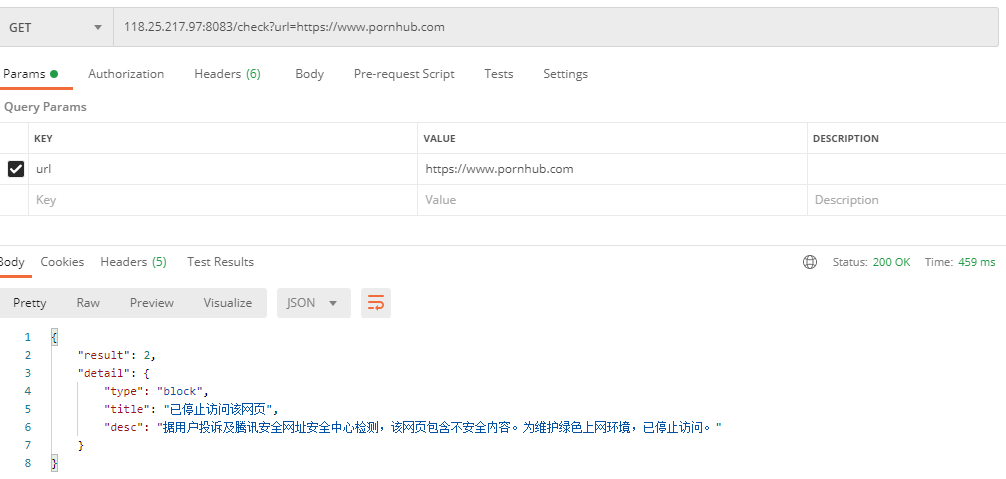 GET 118.25.217.97:8083/check?url=https://www.pornhub.com
Params Authorization Headers (6) Body Pre-request Script Tests Settings
Query Params
KEY VALUE DESCRIPTION
url https://www.pornhub.com
Key Value Description
Body Cookies Headers (5) Test Results Status: 200 OK Time: 459 ms
Pretty Raw Preview Visualize JSON
1 {
2 "result": 2,
3 "detail": {
4 "type": "block",
5 "title": "已停止访问该网页",
6 "desc": "据用户投诉及腾讯安全网址安全中心检测，该网页包含不安全内容。为维护绿色上网环境，已停止访问。"
7 }
8 }